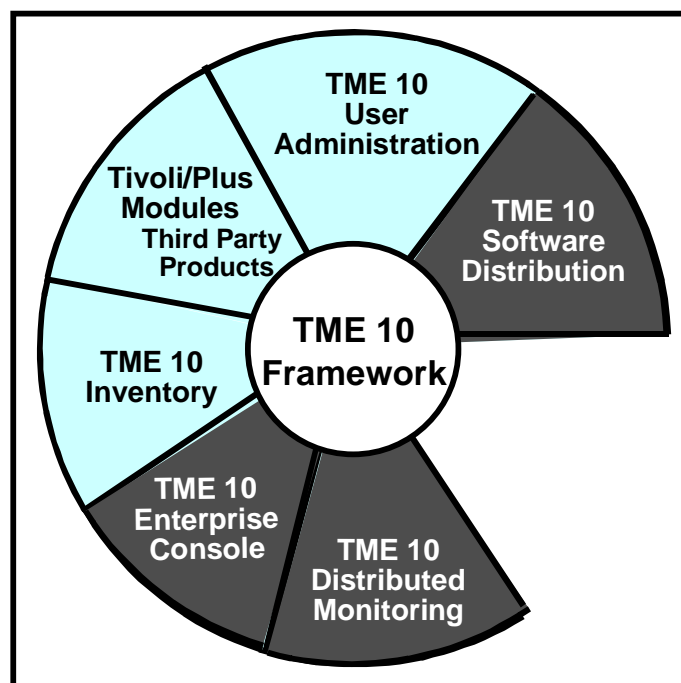 TME 10
User
Administration
Tivoli/Plus
Modules
Third Party
Products
TME 10
Software
Distribution
TME 10
Framework
TME 10
Inventory
TME 10
Enterprise
Console
TME 10
Distributed
Monitoring